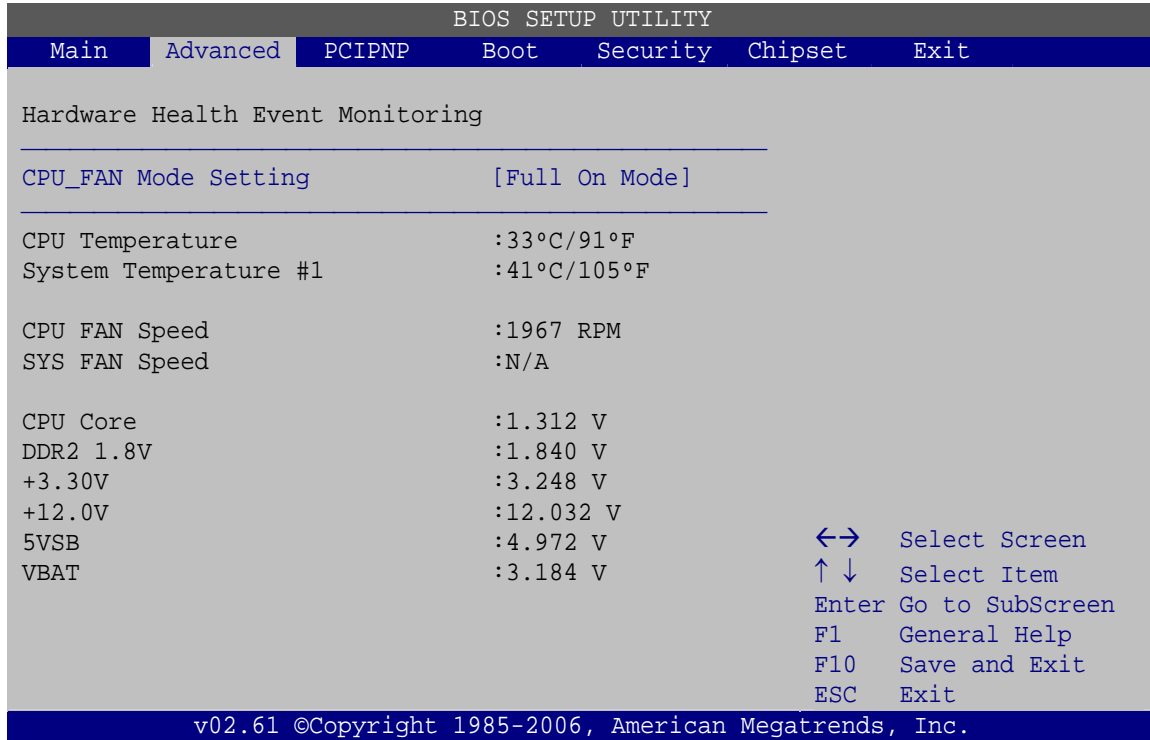 BIOS SETUP UTILITY
Main Advanced PCIPNP Boot Security Chipset Exit
Hardware Health Event Monitoring
CPU_FAN Mode Setting [Full On Mode]
CPU Temperature :33ºC/91ºF
System Temperature #1 :41ºC/105ºF
CPU FAN Speed :1967 RPM
SYS FAN Speed :N/A
CPU Core :1.312 V
DDR2 1.8V :1.840 V
+3.30V :3.248 V
+12.0V :12.032 V
5VSB :4.972 V
VBAT :3.184 V
←→ Select Screen
↑ ↓ Select Item
Enter Go to SubScreen
F1 General Help
F10 Save and Exit
ESC Exit
v02.61 ©Copyright 1985-2006, American Megatrends, Inc.